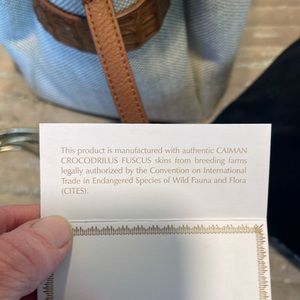 This product is manufactured with authentic CAIMAN
CROCODRILUS FUSCUS skins from breeding farms
legally authorized by the Convention on International
Trade in Endangered Species of Wild Fauna and Flora
(CITES).